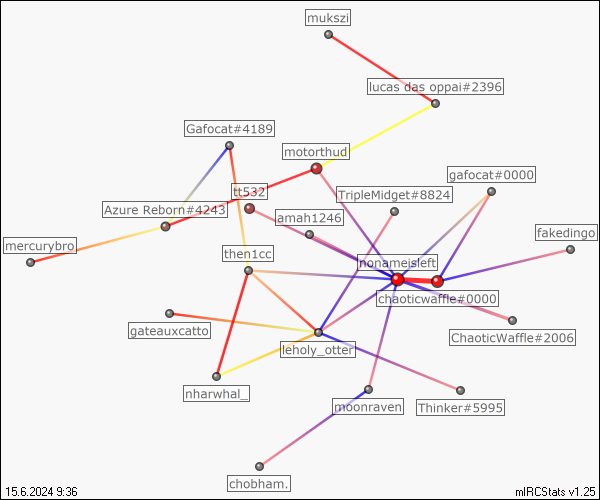 mukszi
lucas das oppai#2396
Gafocat#4189
motorthud
gafocat#0000
tt532
TripleMidget#8824
Azure Reborn#4243
amah1246
fakedingo
mercurybro
then1cc
nonameisleft
chaoticwaffle#0000
gateauxcatto
ChaoticWaffle#2006
leholy_otter
nharwhal_
moonraven
Thinker#5995
chobham.
15.6.2024 9:36
mIRCStats v1.25